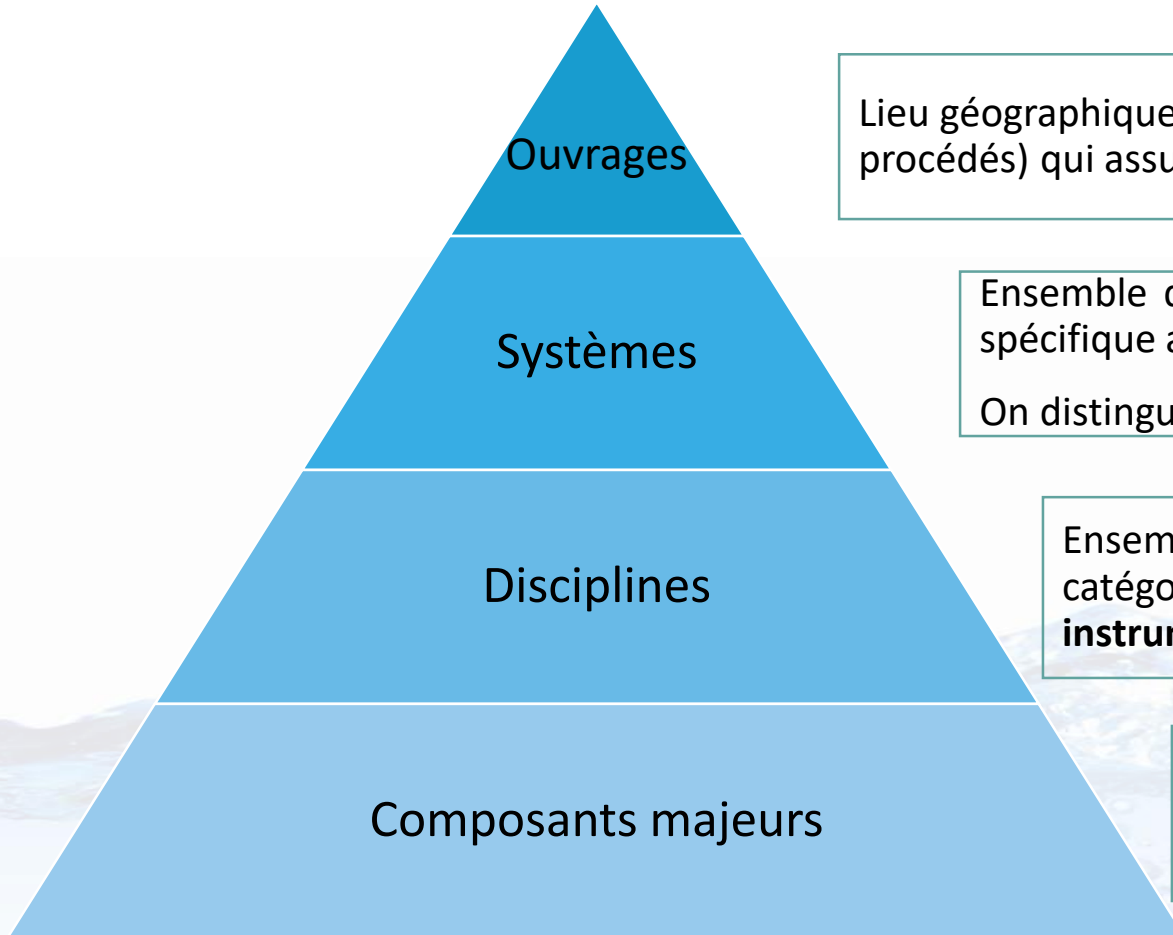 Ouvrages
Lieu géographique
procédés) qui assu
Systèmes
Ensemble
spécifique
On distingu
Disciplines
Ensem
catégo
instrur
Composants majeurs